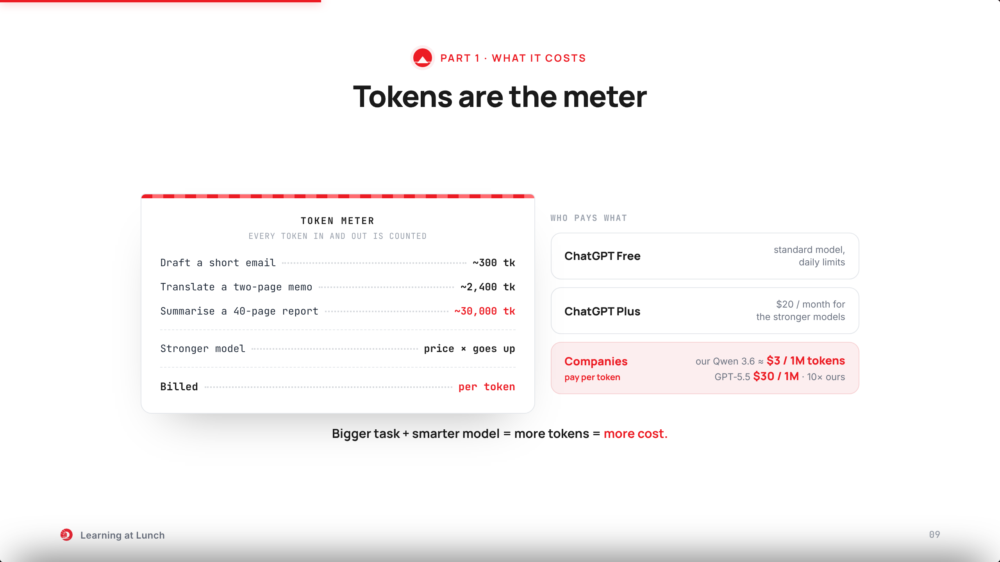 PART 1 · WHAT IT COSTS
Tokens are the meter
TOKEN METER
EVERY TOKEN IN AND OUT IS COUNTED
Draft a short email ~300 tk
Translate a two-page memo ~2,400 tk
Summarise a 40-page report ~30,000 tk
Stronger model price × goes up
Billed per token
WHO PAYS WHAT
ChatGPT Free
standard model,
daily limits
ChatGPT Plus
$20 / month for
the stronger models
Companies
pay per token
our Qwen 3.6 ≈ $3 / 1M tokens
GPT-5.5 $30 / 1M · 10× ours
Bigger task + smarter model = more tokens = more cost.
Learning at Lunch
09